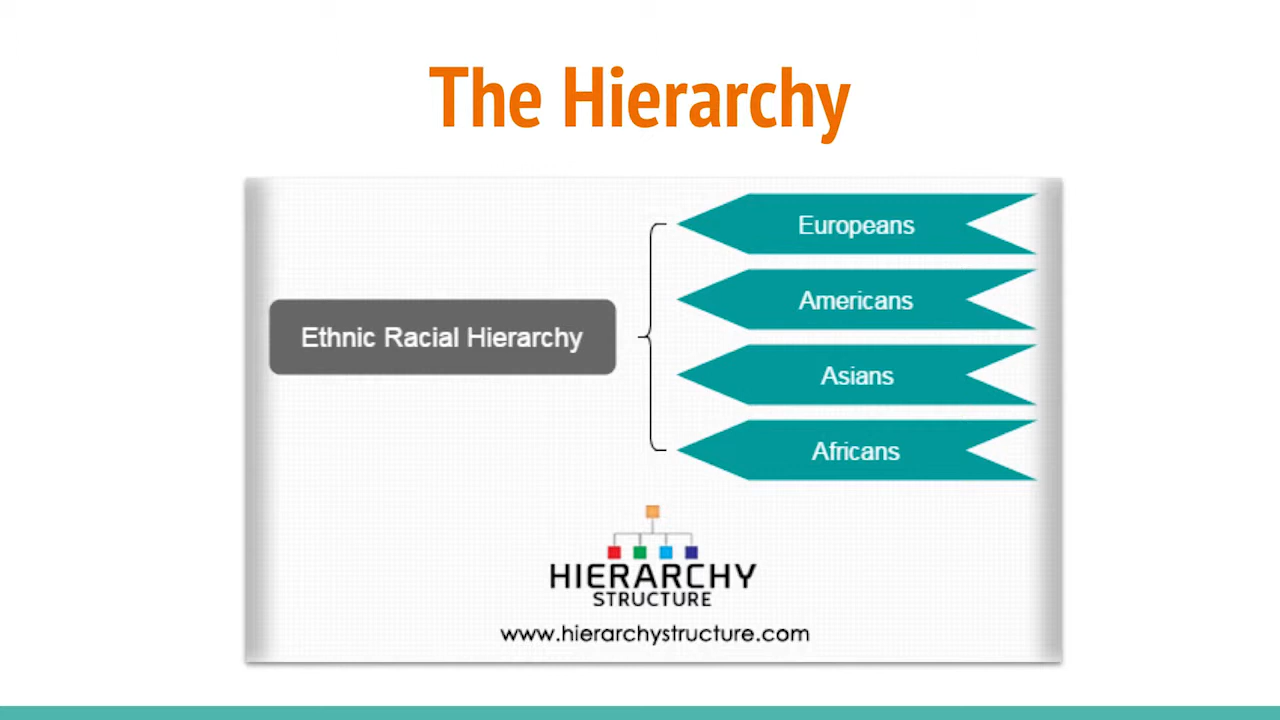 The Hierarchy
Ethnic Racial Hierarchy
Europeans
Americans
Asians
Africans
HIERARCHY
STRUCTURE
www.hierarchystructure.com